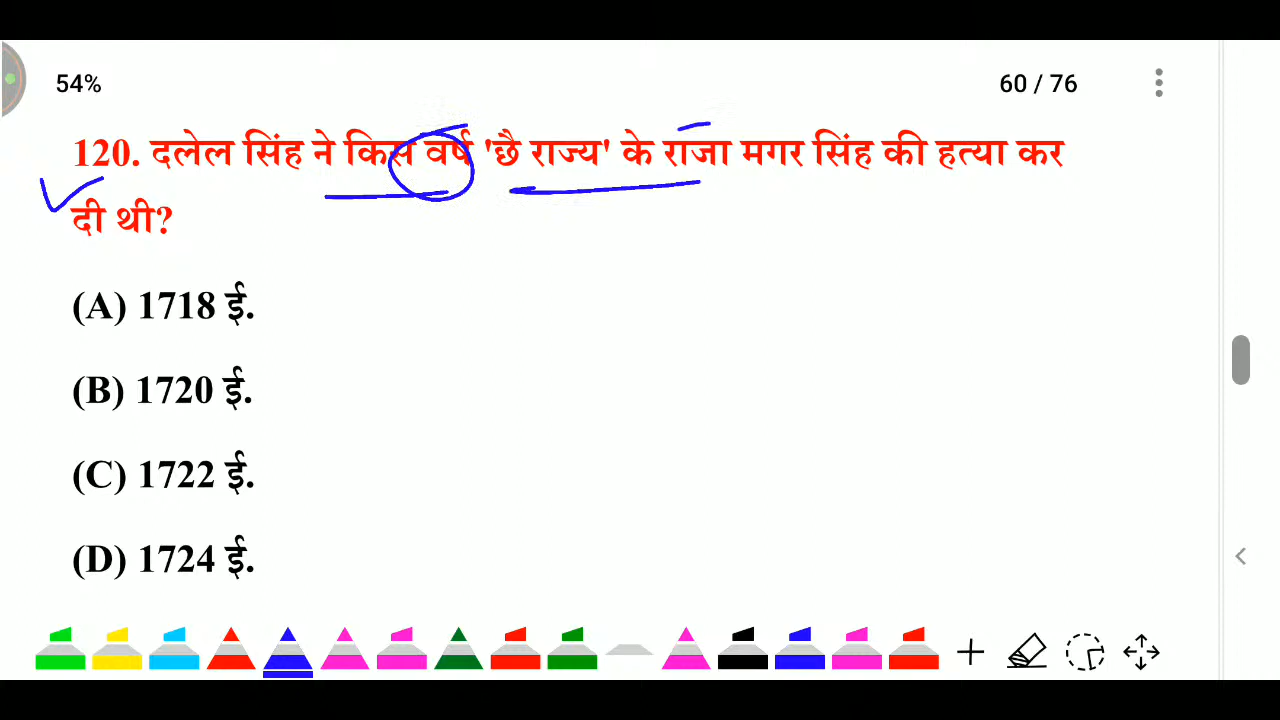 54%
60 / 76
120. दलेल सिंह ने किस वर्ष 'छै राज्य' के राजा मगर सिंह की हत्या कर
दी थी?
(A) 1718 ई.
(B) 1720 ई.
(C) 1722 ई.
(D) 1724 ई.